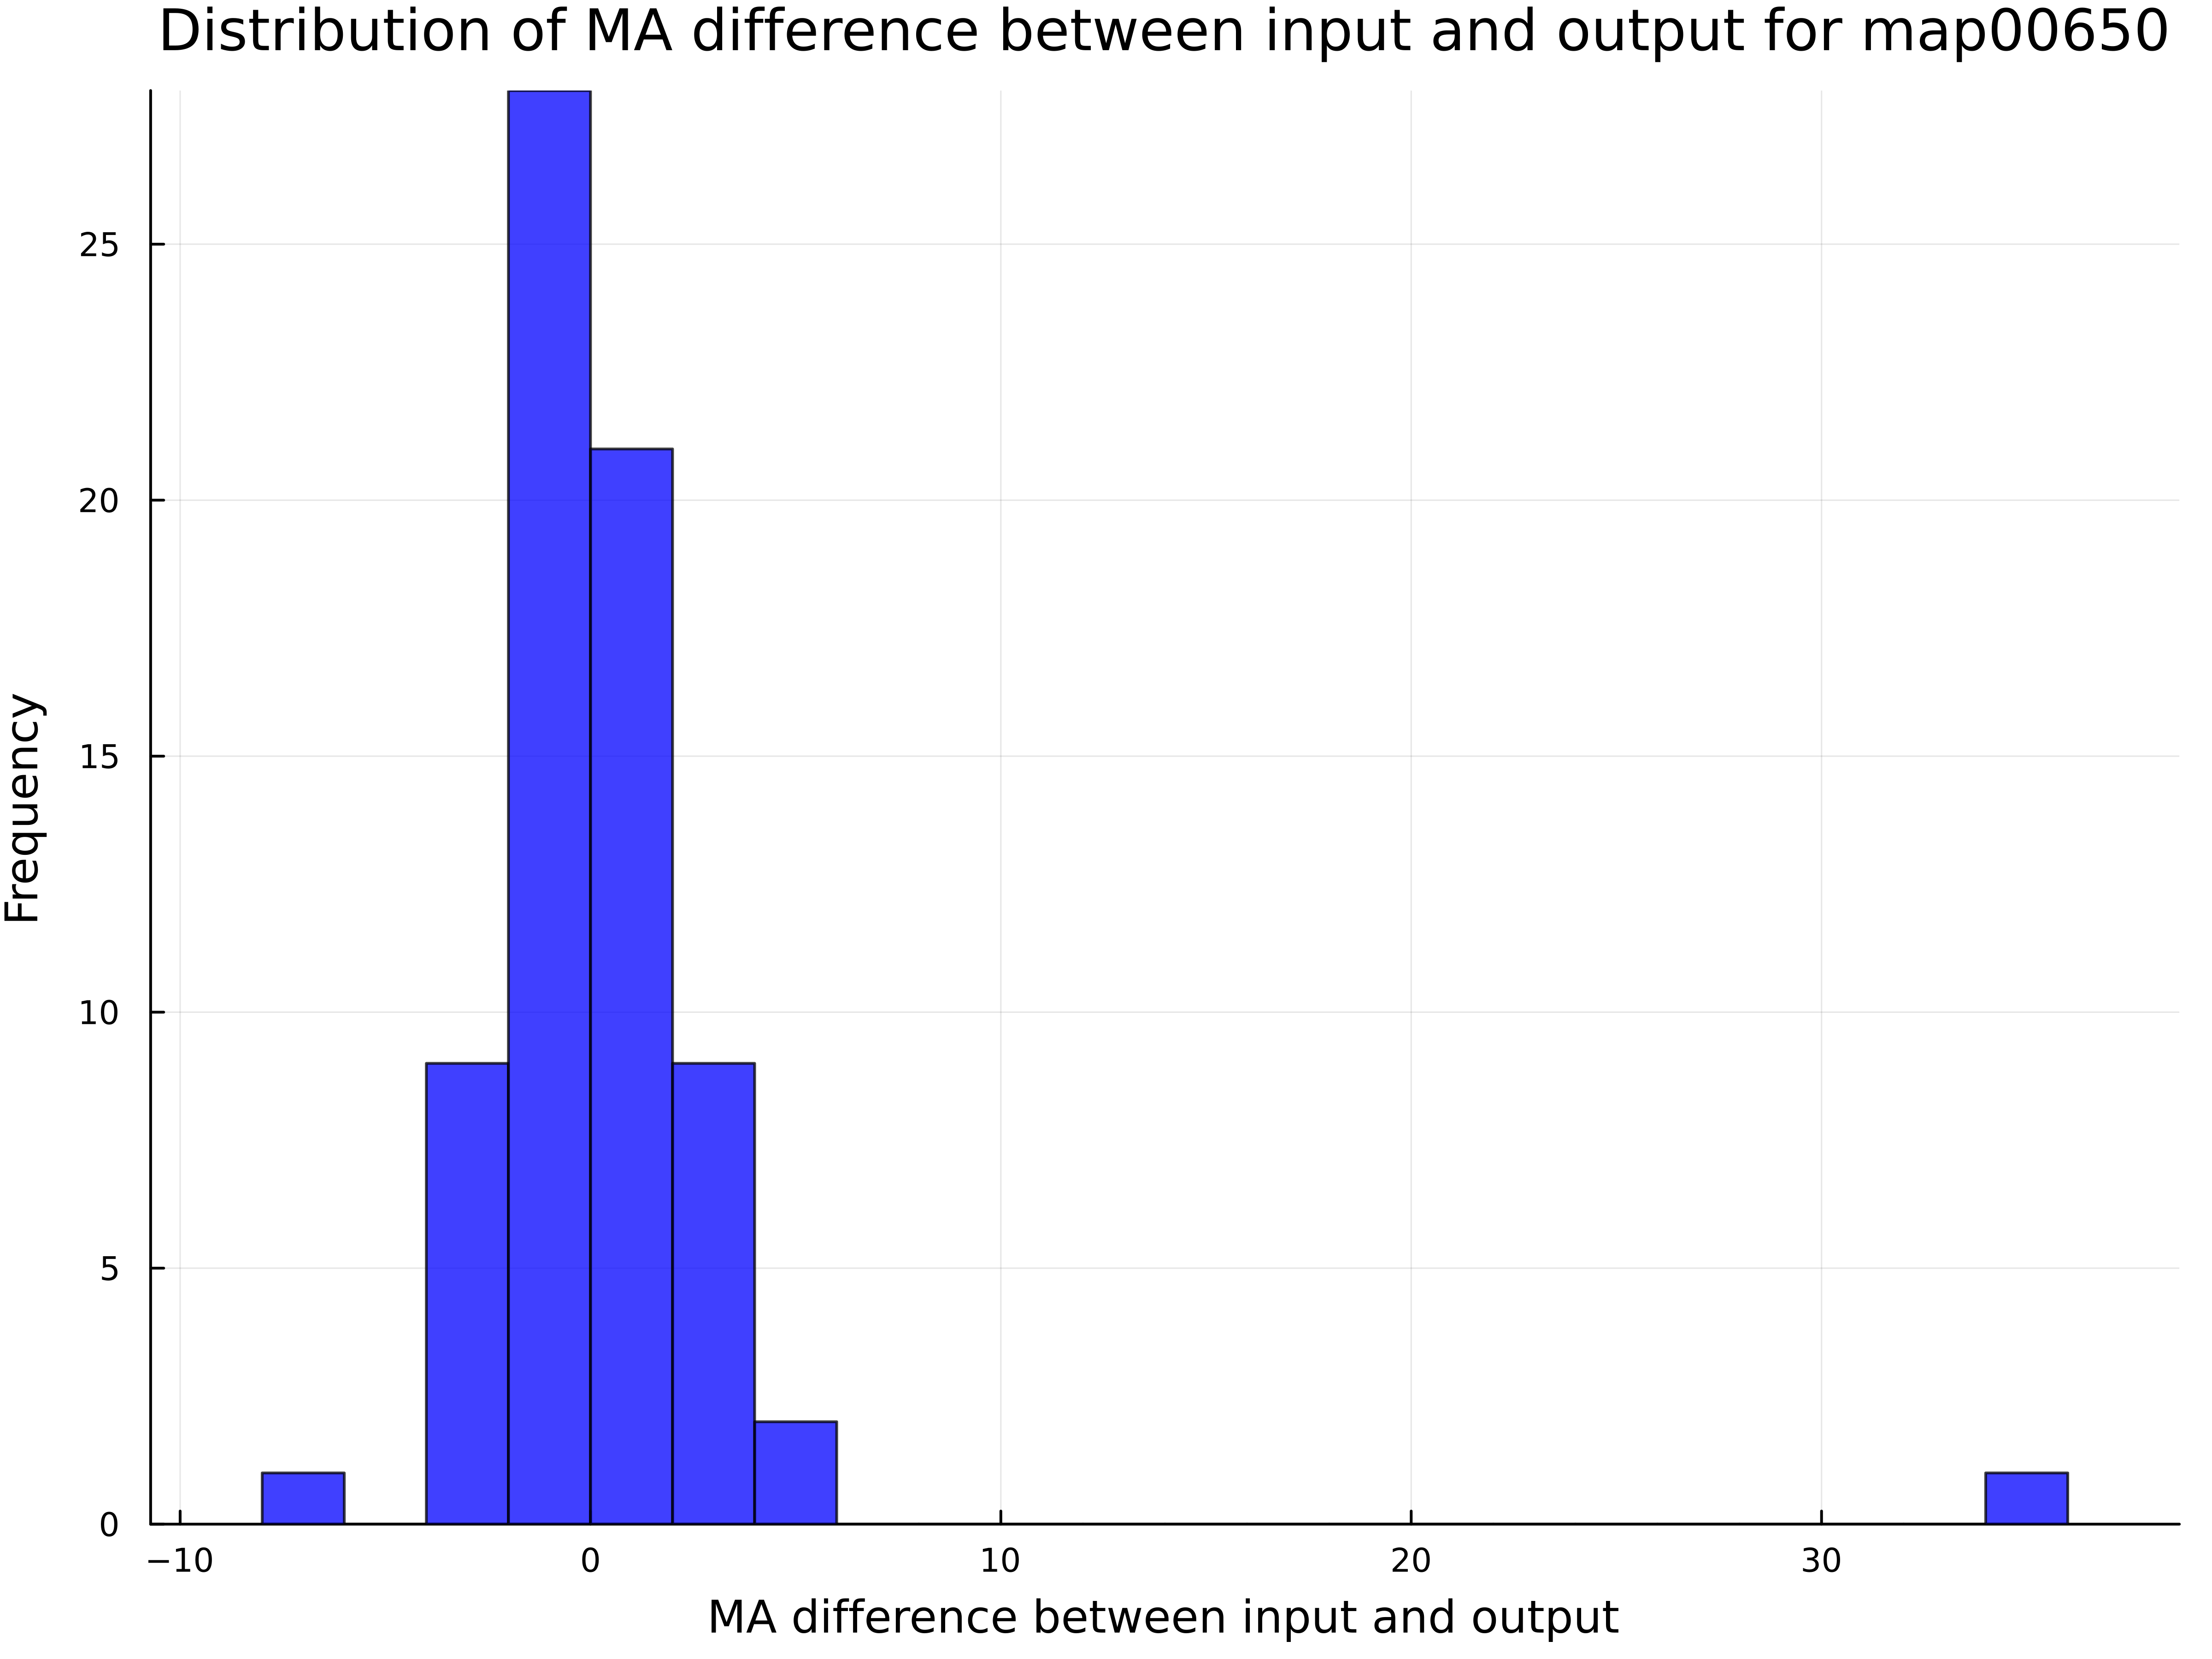 Distribution of MA difference between input and output for map00650
Frequency
25
20
15
10
5
0
−10 0 10 20 30
MA difference between input and output